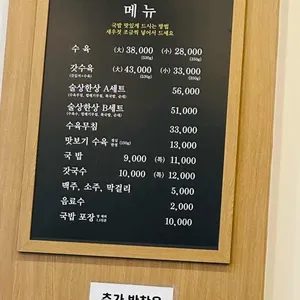 메 뉴
국밥 맛있게 드시는 방법
새우젓 조금씩 넣어서 드세요
수 육 (大) 38,000 (小) 28,000
갓수육 (大) 43,000 (小) 33,000
술상한상 A세트 56,000
술상한상 B세트 51,000
수육무침 33,000
맛보기 수육 13,000
국 밥 9,000 (특) 11,000
갓국수 10,000 (특) 12,000
맥주, 소주, 막걸리 5,000
음료수 2,000
국밥 포장 10,000